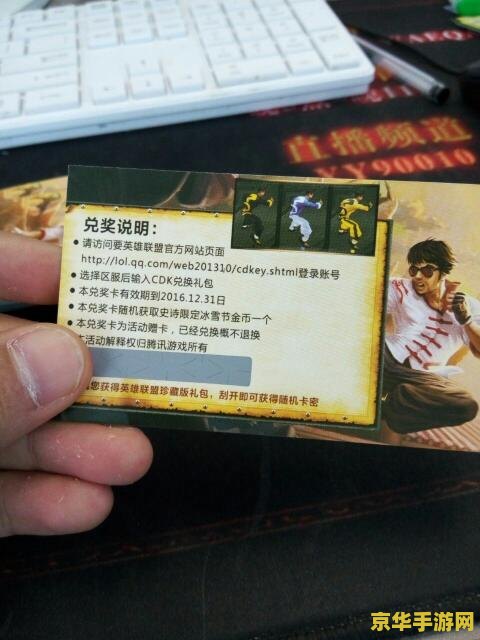 直播频道
YY90010
兑奖说明：
● 请访问要英雄联盟官方网站页面
http://lol.qq.com/web201310/cdkey.shtml登录账号
● 选择区服后输入CDK兑换礼包
● 本兑奖卡有效期到2016.12.31日
● 本兑奖卡随机获取史诗限定冰雪节金币一个
● 本兑奖卡为活动赠卡，已经兑换概不退换
活动解释权归腾讯游戏所有
您获得英雄联盟珍藏版礼包，刮开即可获得随机卡密
京华手游网